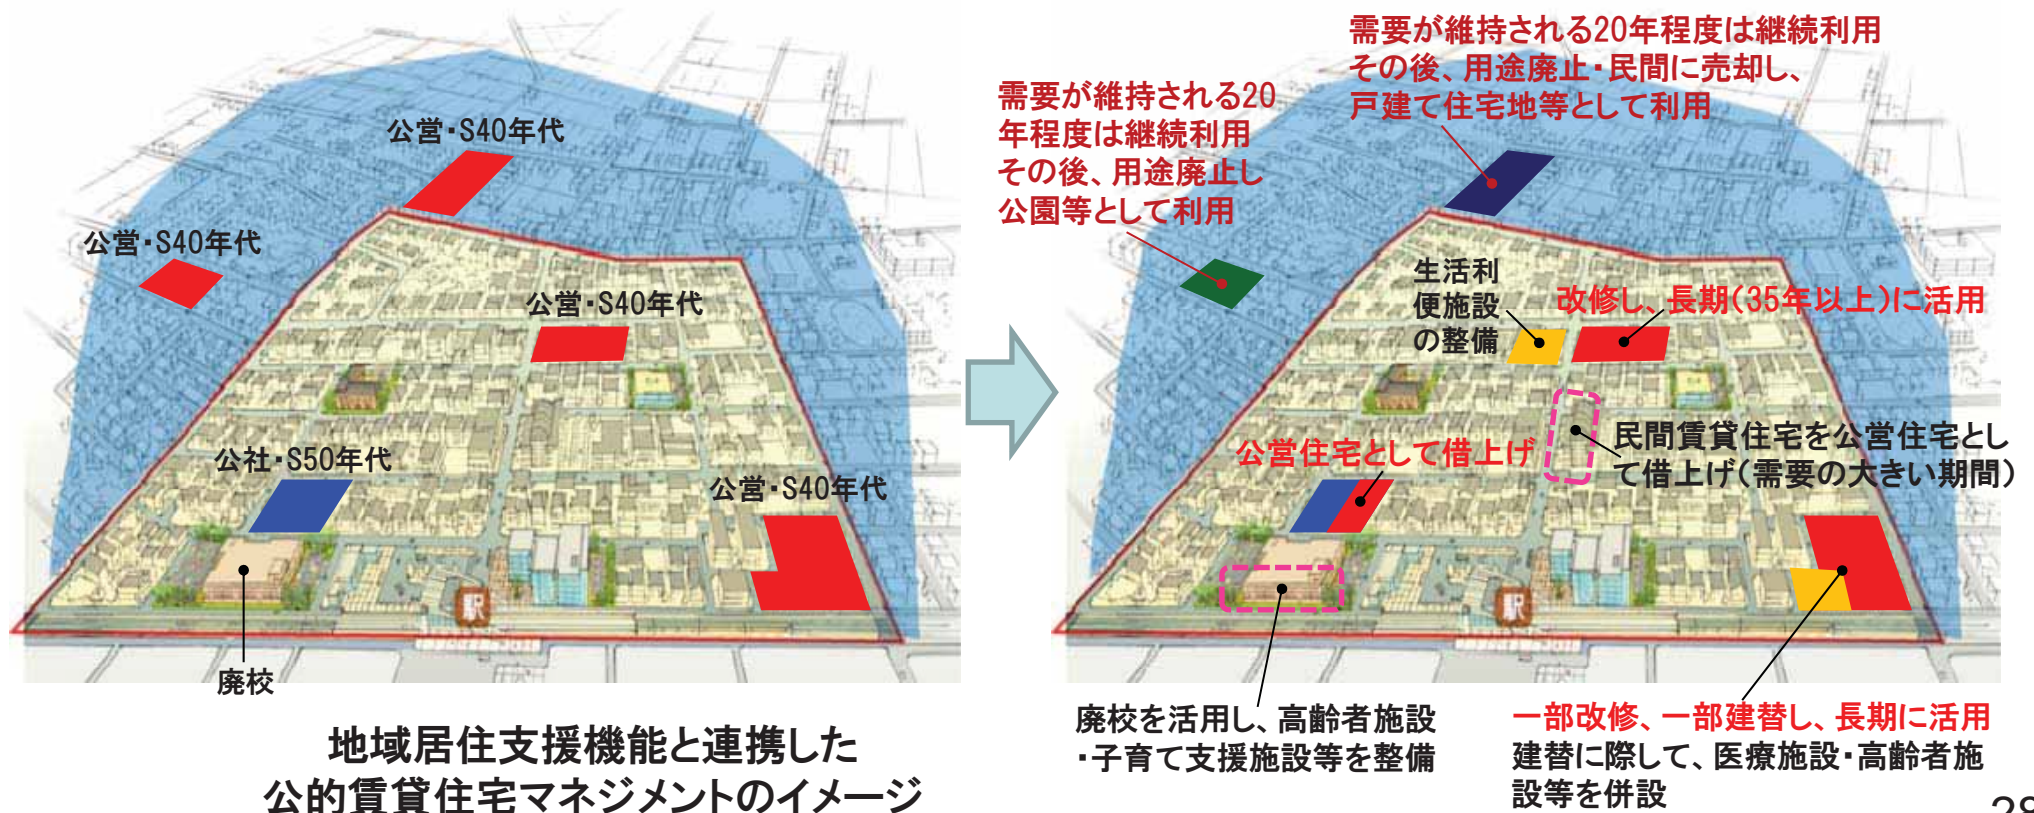 公営・S40年代
公営・S40年代
公営・S40年代
公社・S50年代
公営・S40年代
駅
廃校
地域居住支援機能と連携した
公的賃貸住宅マネジメントのイメージ
需要が維持される20年程度は継続利用
その後、用途廃止・民間に売却し、
戸建て住宅地等として利用
需要が維持される20
年程度は継続利用
その後、用途廃止し
公園等として利用
生活利
便施設
の整備
改修し、長期(35年以上)に活用
民間賃貸住宅を公営住宅とし
て借上げ(需要の大きい期間)
公営住宅として借上げ
駅
廃校を活用し、高齢者施設
・子育て支援施設等を整備
一部改修、一部建替し、長期に活用
建替に際して、医療施設・高齢者施
設等を併設
28